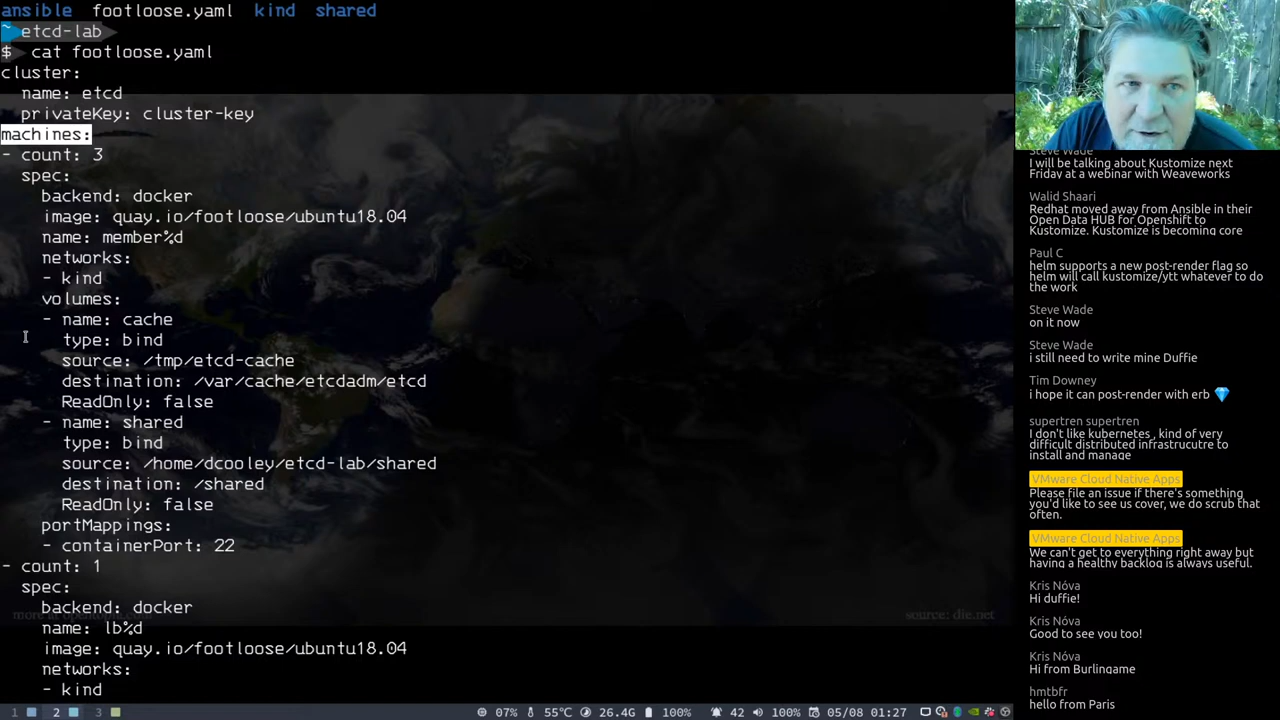 ansible footloose.yaml kind shared
~ etcd-lab
$ cat footloose.yaml
cluster:
name: etcd
privateKey: cluster-key
machines:
- count: 3
spec:
backend: docker
image: quay.io/footloose/ubuntu18.04
name: member%d
networks:
- kind
volumes:
- name: cache
type: bind
source: /tmp/etcd-cache
destination: /var/cache/etcdadm/etcd
ReadOnly: false
- name: shared
type: bind
source: /home/dcooley/etcd-lab/shared
destination: /shared
ReadOnly: false
portMappings:
- containerPort: 22
- count: 1
spec:
backend: docker
name: lb%d
image: quay.io/footloose/ubuntu18.04
networks:
- kind
more at opentopia.com
source: die.net
1 2 3 07% 55℃ 26.4G 100% 42 100% 05/08 01:27
Steve Wade
I will be talking about Kustomize next
Friday at a webinar with Weaveworks
Walid Shaari
Redhat moved away from Ansible in their
Open Data HUB for Openshift to
Kustomize. Kustomize is becoming core
Paul C
helm supports a new post-render flag so
helm will call kustomize/ytt whatever to do
the work
Steve Wade
on it now
Steve Wade
i still need to write mine Duffie
Tim Downey
i hope it can post-render with erb 💎
supertren supertren
I don't like kubernetes , kind of very
difficult distributed infrastrucutre to
install and manage
VMware Cloud Native Apps
Please file an issue if there's something
you'd like to see us cover, we do scrub that
often.
VMware Cloud Native Apps
We can't get to everything right away but
having a healthy backlog is always useful.
Kris Nóva
Hi duffie!
Kris Nóva
Good to see you too!
Kris Nóva
Hi from Burlingame
hmtbfr
hello from Paris